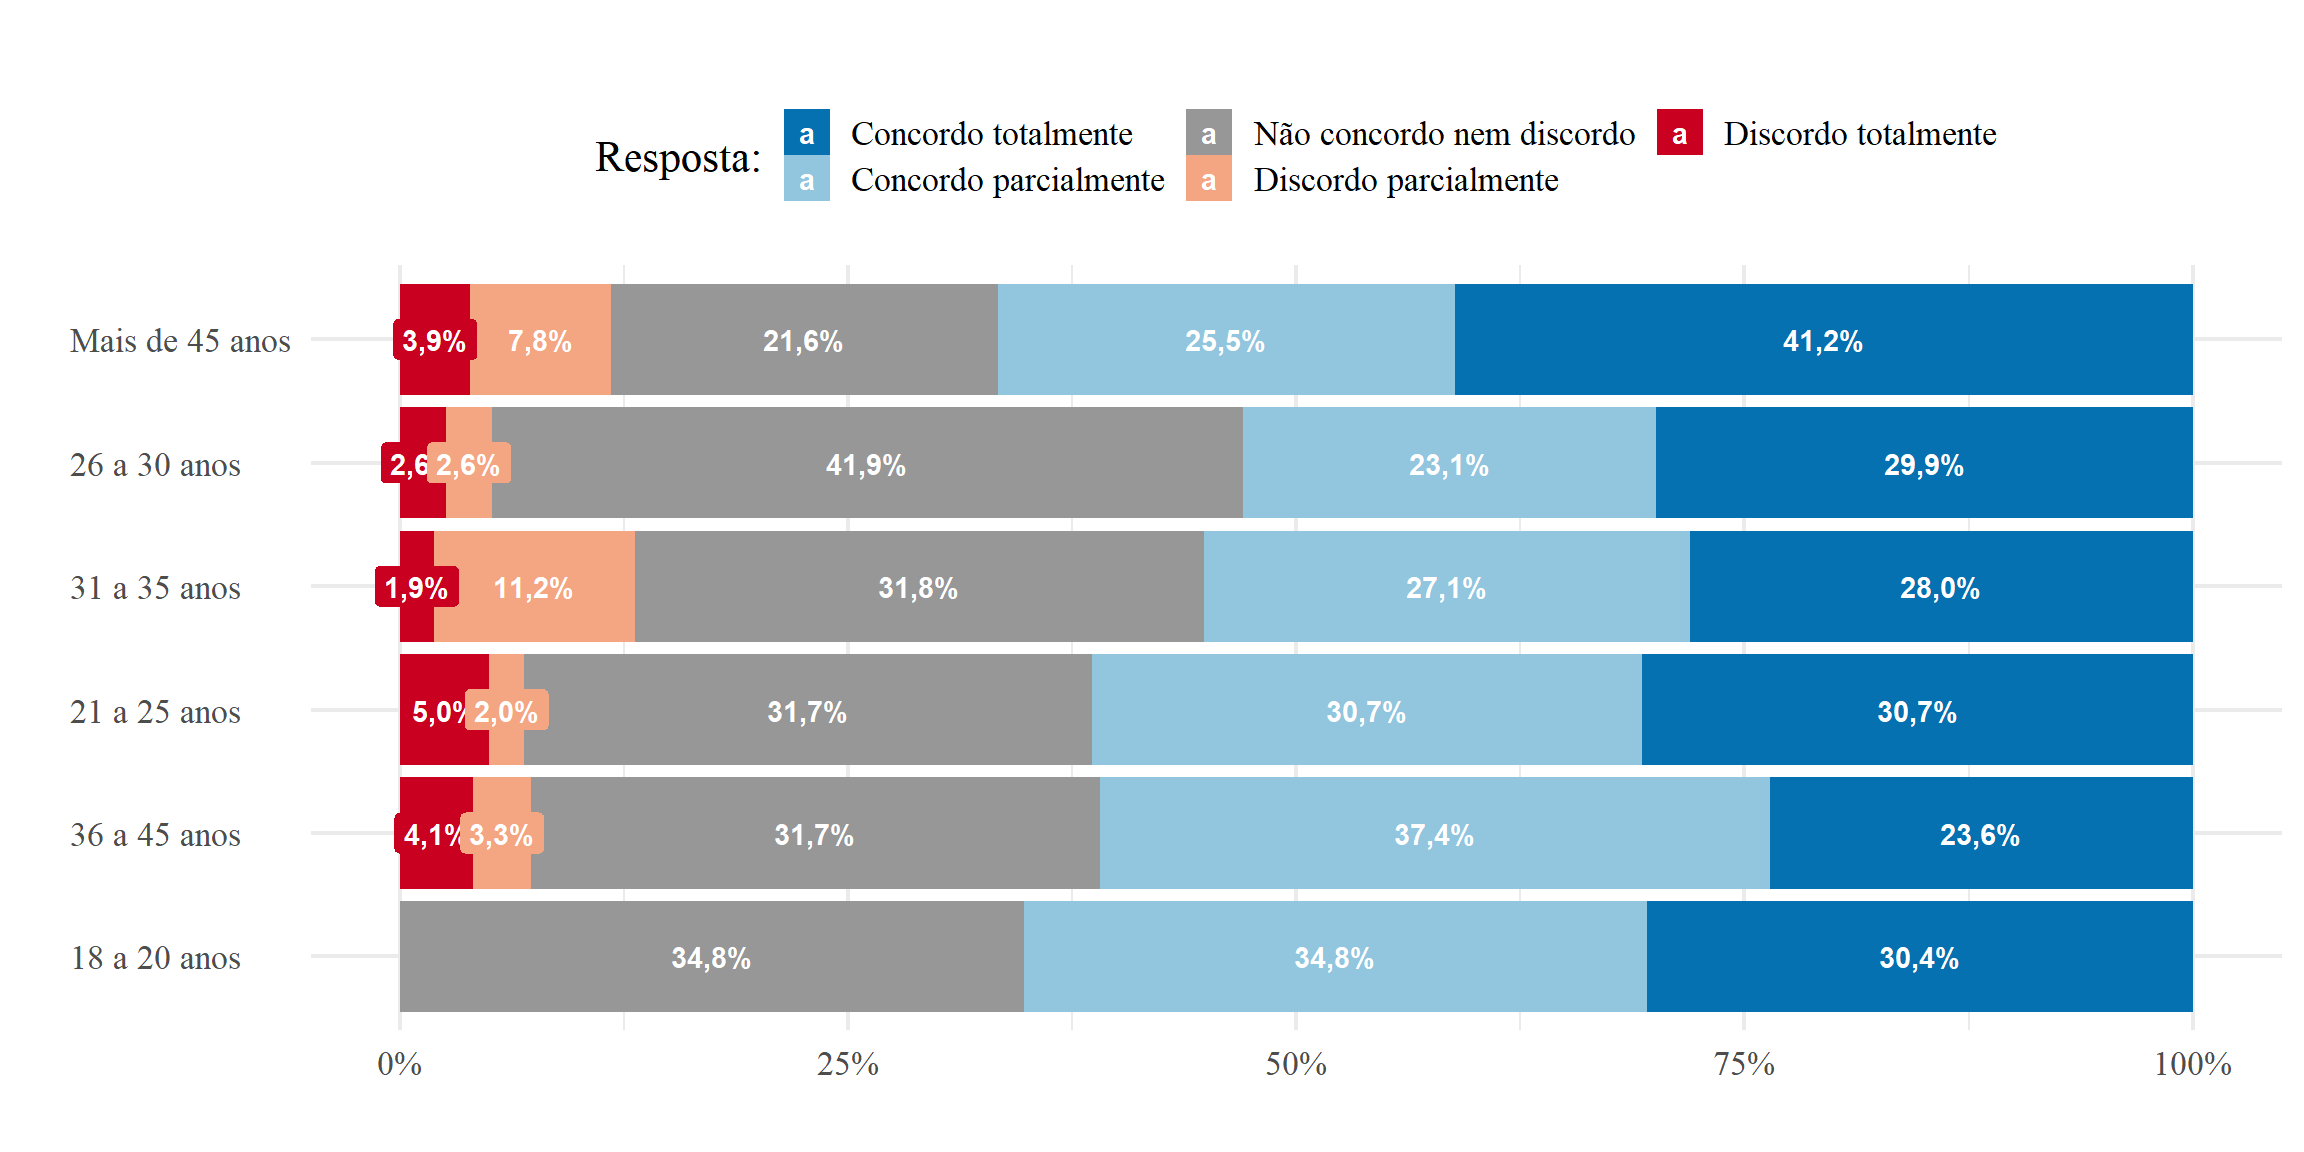 Resposta:
a Concordo totalmente a Não concordo nem discordo a Discordo totalmente
a Concordo parcialmente a Discordo parcialmente
Mais de 45 anos 3,9% 7,8% 21,6% 25,5% 41,2%
26 a 30 anos 2,6 2,6% 41,9% 23,1% 29,9%
31 a 35 anos 1,9% 11,2% 31,8% 27,1% 28,0%
21 a 25 anos 5,0% 2,0% 31,7% 30,7% 30,7%
36 a 45 anos 4,1% 3,3% 31,7% 37,4% 23,6%
18 a 20 anos 34,8% 34,8% 30,4%
0% 25% 50% 75% 100%